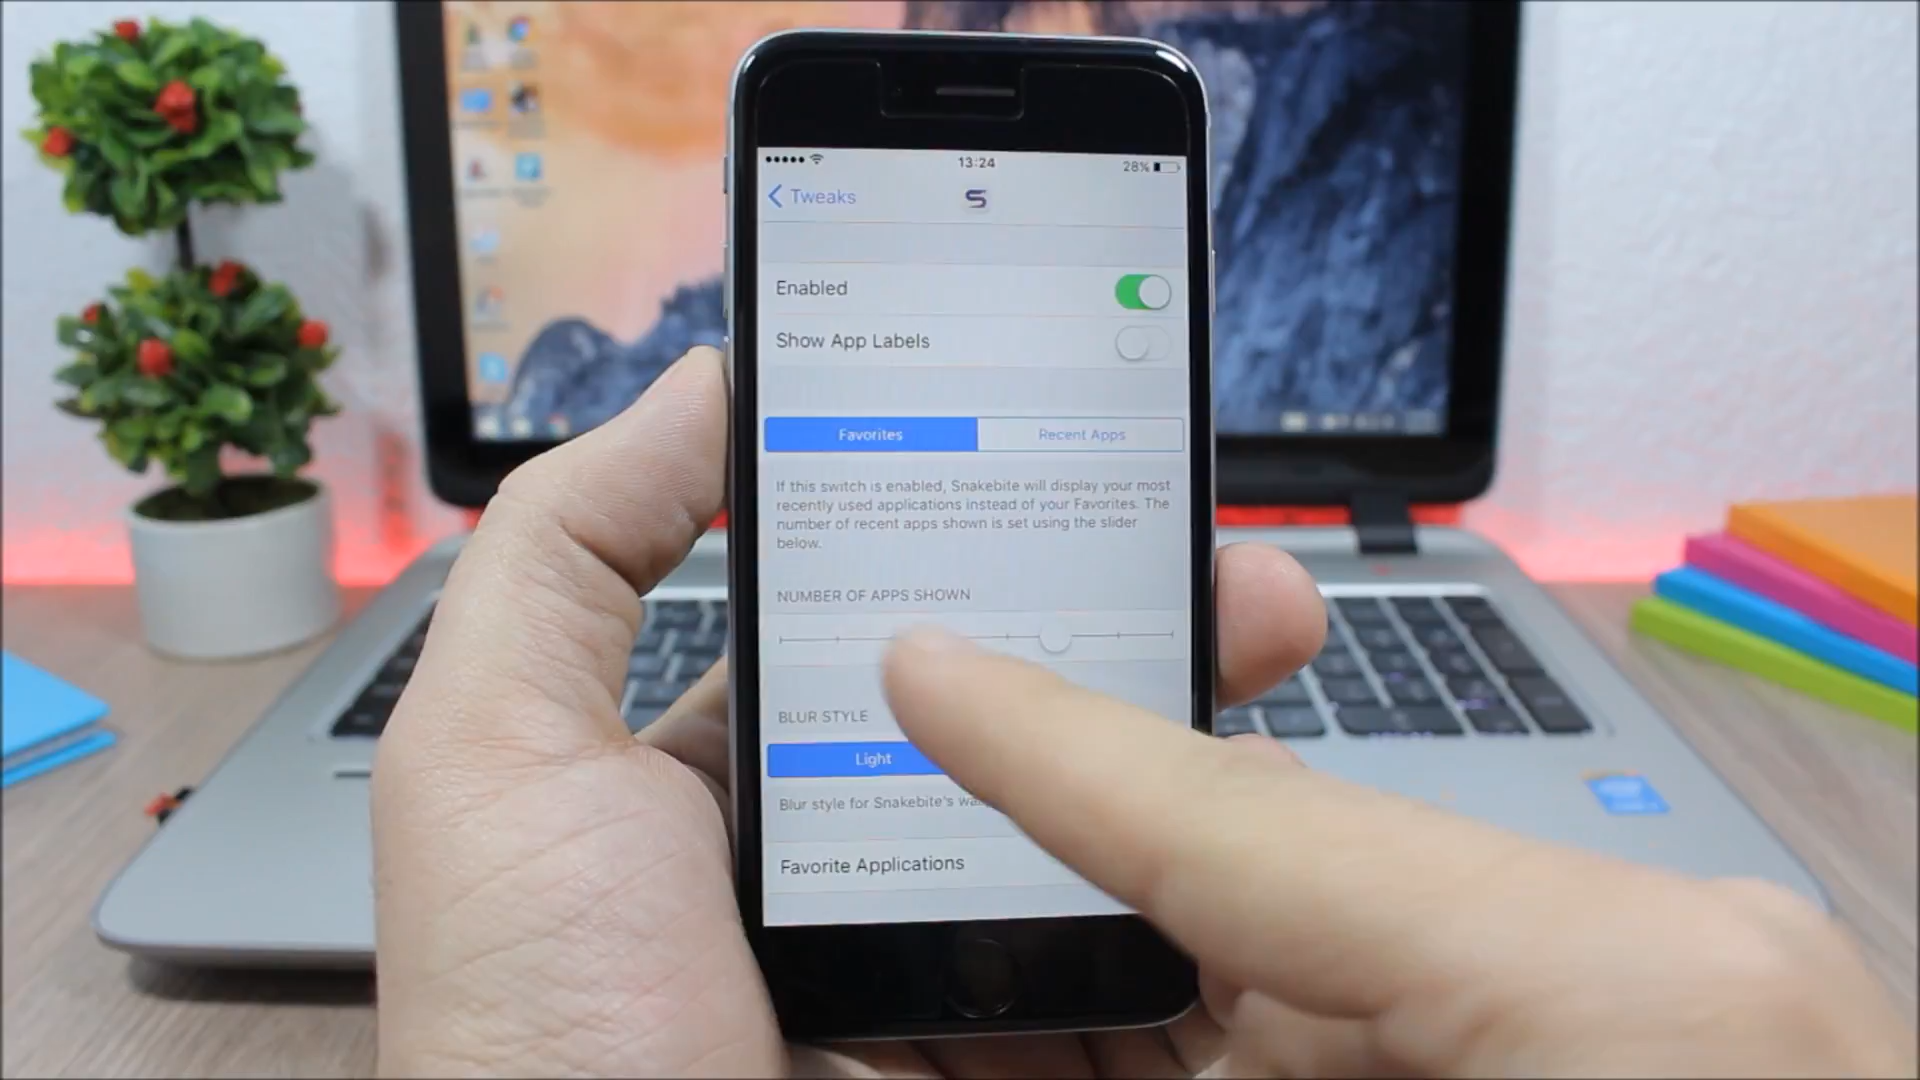 13:24
28%
Tweaks
S
Enabled
Show App Labels
Favorites
Recent Apps
If this switch is enabled, Snakebite will display your most
recently used applications instead of your Favorites. The
number of recent apps shown is set using the slider
below.
NUMBER OF APPS SHOWN
BLUR STYLE
Light
Blur style for Snakebite's
Favorite Applications